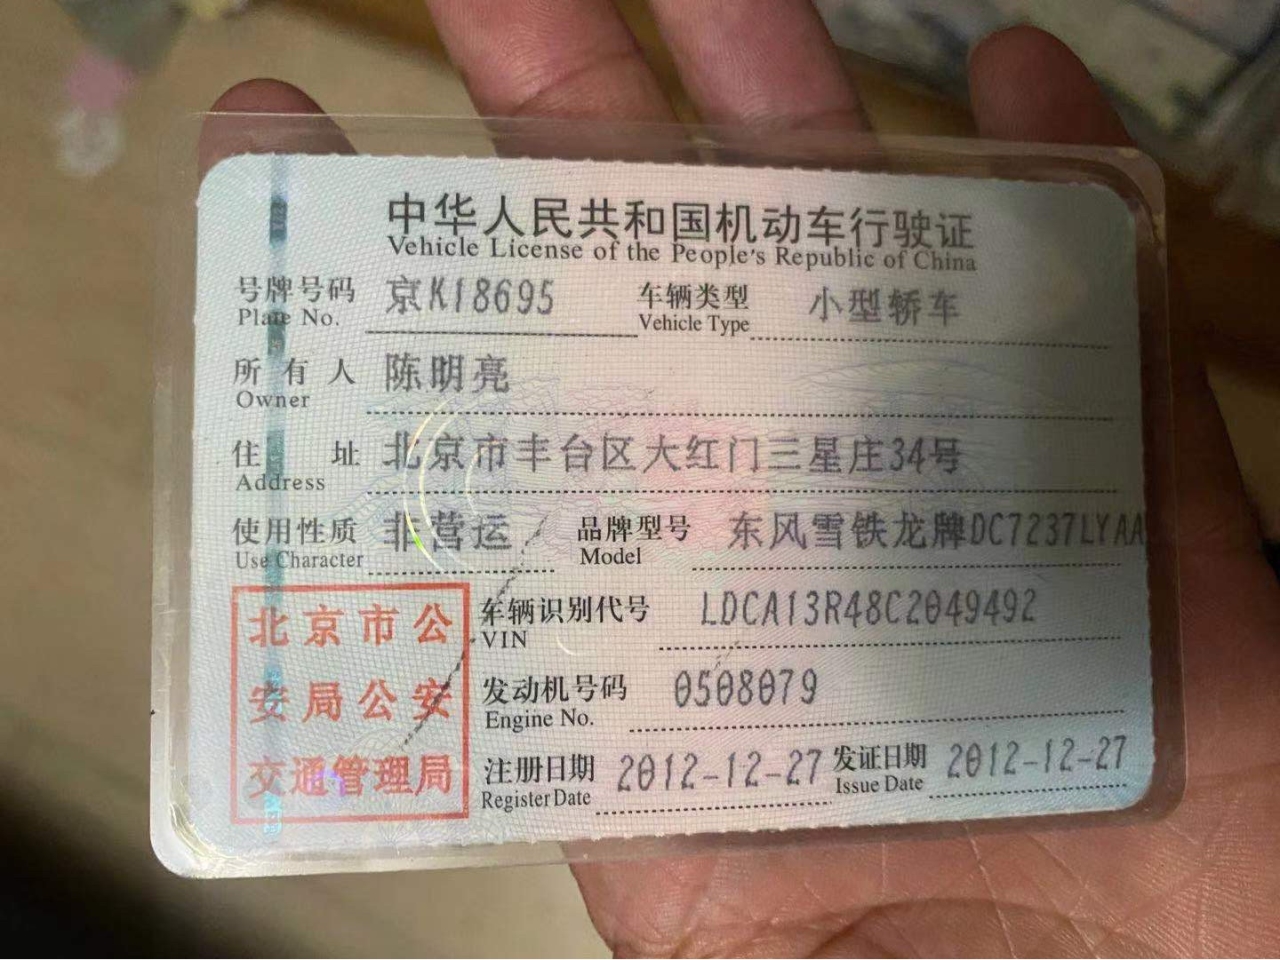 中华人民共和国机动车行驶证
Vehicle License of the People's Republic of China
号牌号码 京K18695 车辆类型 小型轿车
Plate No. Vehicle Type
所有人 陈明亮
Owner
住址 北京市丰台区大红门三星庄34号
Address
使用性质 非营运 品牌型号 东风雪铁龙牌DC7237LYAA
Use Character Model
北京市公
安局公安
交通管理局
车辆识别代号 LDCA13R48C2049492
VIN
发动机号码 0508079
Engine No.
注册日期 2012-12-27 发证日期 2012-12-27
Register Date Issue Date